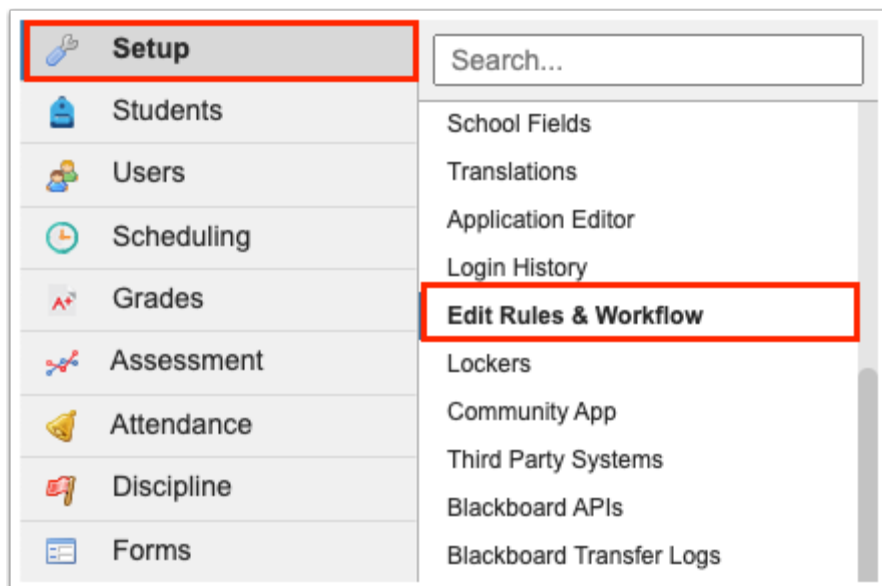 Setup
Students
Users
Scheduling
A+
Grades
Assessment
Attendance
Discipline
Forms
Search...
School Fields
Translations
Application Editor
Login History
Edit Rules & Workflow
Lockers
Community App
Third Party Systems
Blackboard APIs
Blackboard Transfer Logs